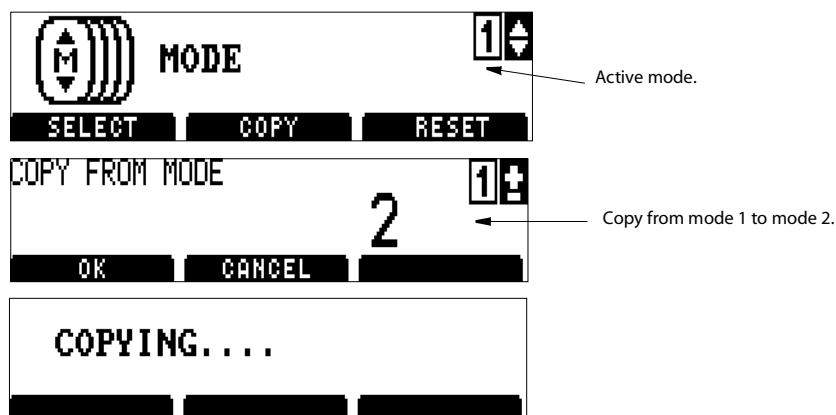 M MODE 1
Active mode.
SELECT COPY RESET
COPY FROM MODE 1
2
Copy from mode 1 to mode 2.
OK CANCEL
COPYING....